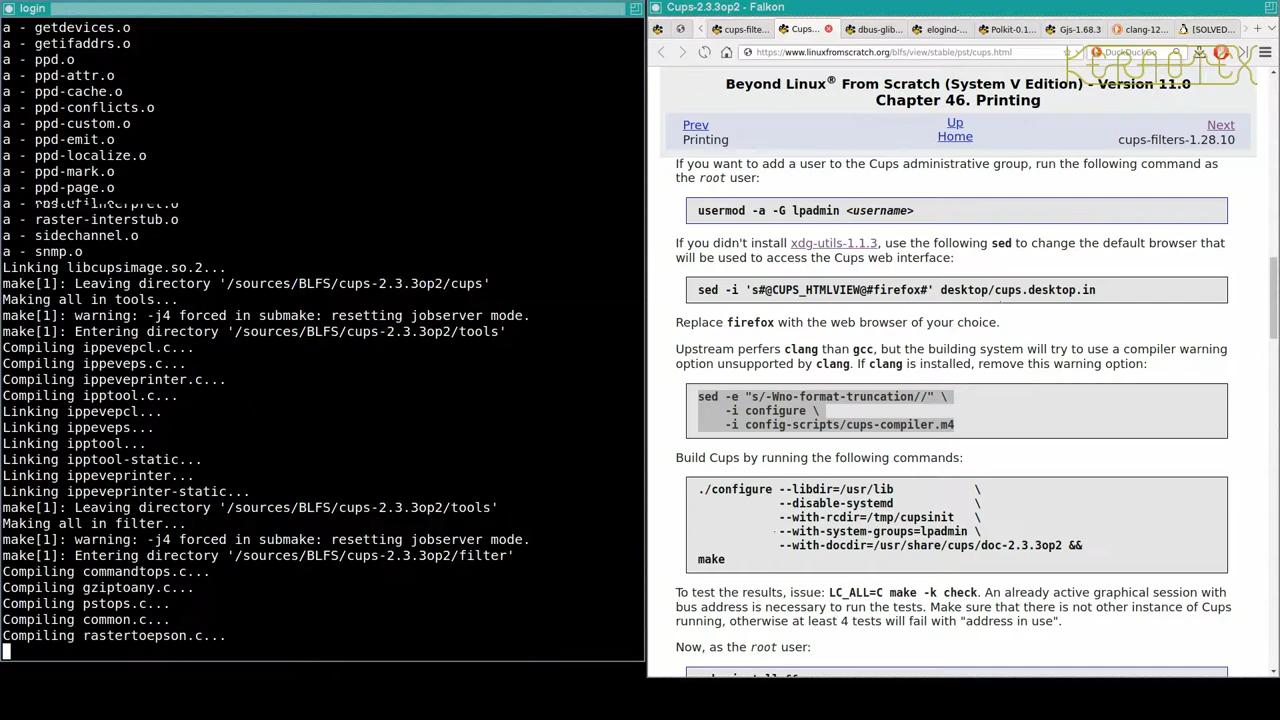 login
a - getdevices.o
a - getifaddrs.o
a - ppd.o
a - ppd-attr.o
a - ppd-cache.o
a - ppd-conflicts.o
a - ppd-custom.o
a - ppd-emit.o
a - ppd-localize.o
a - ppd-mark.o
a - ppd-page.o
a - raster-interstub.o
a - sidechannel.o
a - snmp.o
Linking libcupsimage.so.2...
make[1]: Leaving directory '/sources/BLFS/cups-2.3.3op2/cups'
Making all in tools...
make[1]: warning: -j4 forced in submake: resetting jobserver mode.
make[1]: Entering directory '/sources/BLFS/cups-2.3.3op2/tools'
Compiling ippevepcl.c...
Compiling ippeveps.c...
Compiling ippeveprinter.c...
Compiling ipptool.c...
Linking ippevepcl...
Linking ippeveps...
Linking ipptool...
Linking ipptool-static...
Linking ippeveprinter...
Linking ippeveprinter-static...
make[1]: Leaving directory '/sources/BLFS/cups-2.3.3op2/tools'
Making all in filter...
make[1]: warning: -j4 forced in submake: resetting jobserver mode.
make[1]: Entering directory '/sources/BLFS/cups-2.3.3op2/filter'
Compiling commandtops.c...
Compiling gziptoany.c...
Compiling pstops.c...
Compiling common.c...
Compiling rastertoepson.c...
Cups-2.3.3op2 - Falkon
cups-filte... Cups-... dbus-glib... elogind-... Polkit-0.1... Gjs-1.68.3 clang-12... [SOLVED...
https://www.linuxfromscratch.org/blfs/view/stable/pst/cups.html DuckDuckGo
KERNOTEX
Beyond Linux® From Scratch (System V Edition) - Version 11.0
Chapter 46. Printing
Prev Up Next
Printing Home cups-filters-1.28.10
If you want to add a user to the Cups administrative group, run the following command as
the root user:
usermod -a -G lpadmin <username>
If you didn't install xdg-utils-1.1.3, use the following sed to change the default browser that
will be used to access the Cups web interface:
sed -i 's#@CUPS_HTMLVIEW@#firefox#' desktop/cups.desktop.in
Replace firefox with the web browser of your choice.
Upstream perfers clang than gcc, but the building system will try to use a compiler warning
option unsupported by clang. If clang is installed, remove this warning option:
sed -e "s/-Wno-format-truncation//" \
-i configure \
-i config-scripts/cups-compiler.m4
Build Cups by running the following commands:
./configure --libdir=/usr/lib \
--disable-systemd \
--with-rcdir=/tmp/cupsinit \
--with-system-groups=lpadmin \
--with-docdir=/usr/share/cups/doc-2.3.3op2 &&
make
To test the results, issue: LC_ALL=C make -k check. An already active graphical session with
bus address is necessary to run the tests. Make sure that there is not other instance of Cups
running, otherwise at least 4 tests will fail with "address in use".
Now, as the root user: